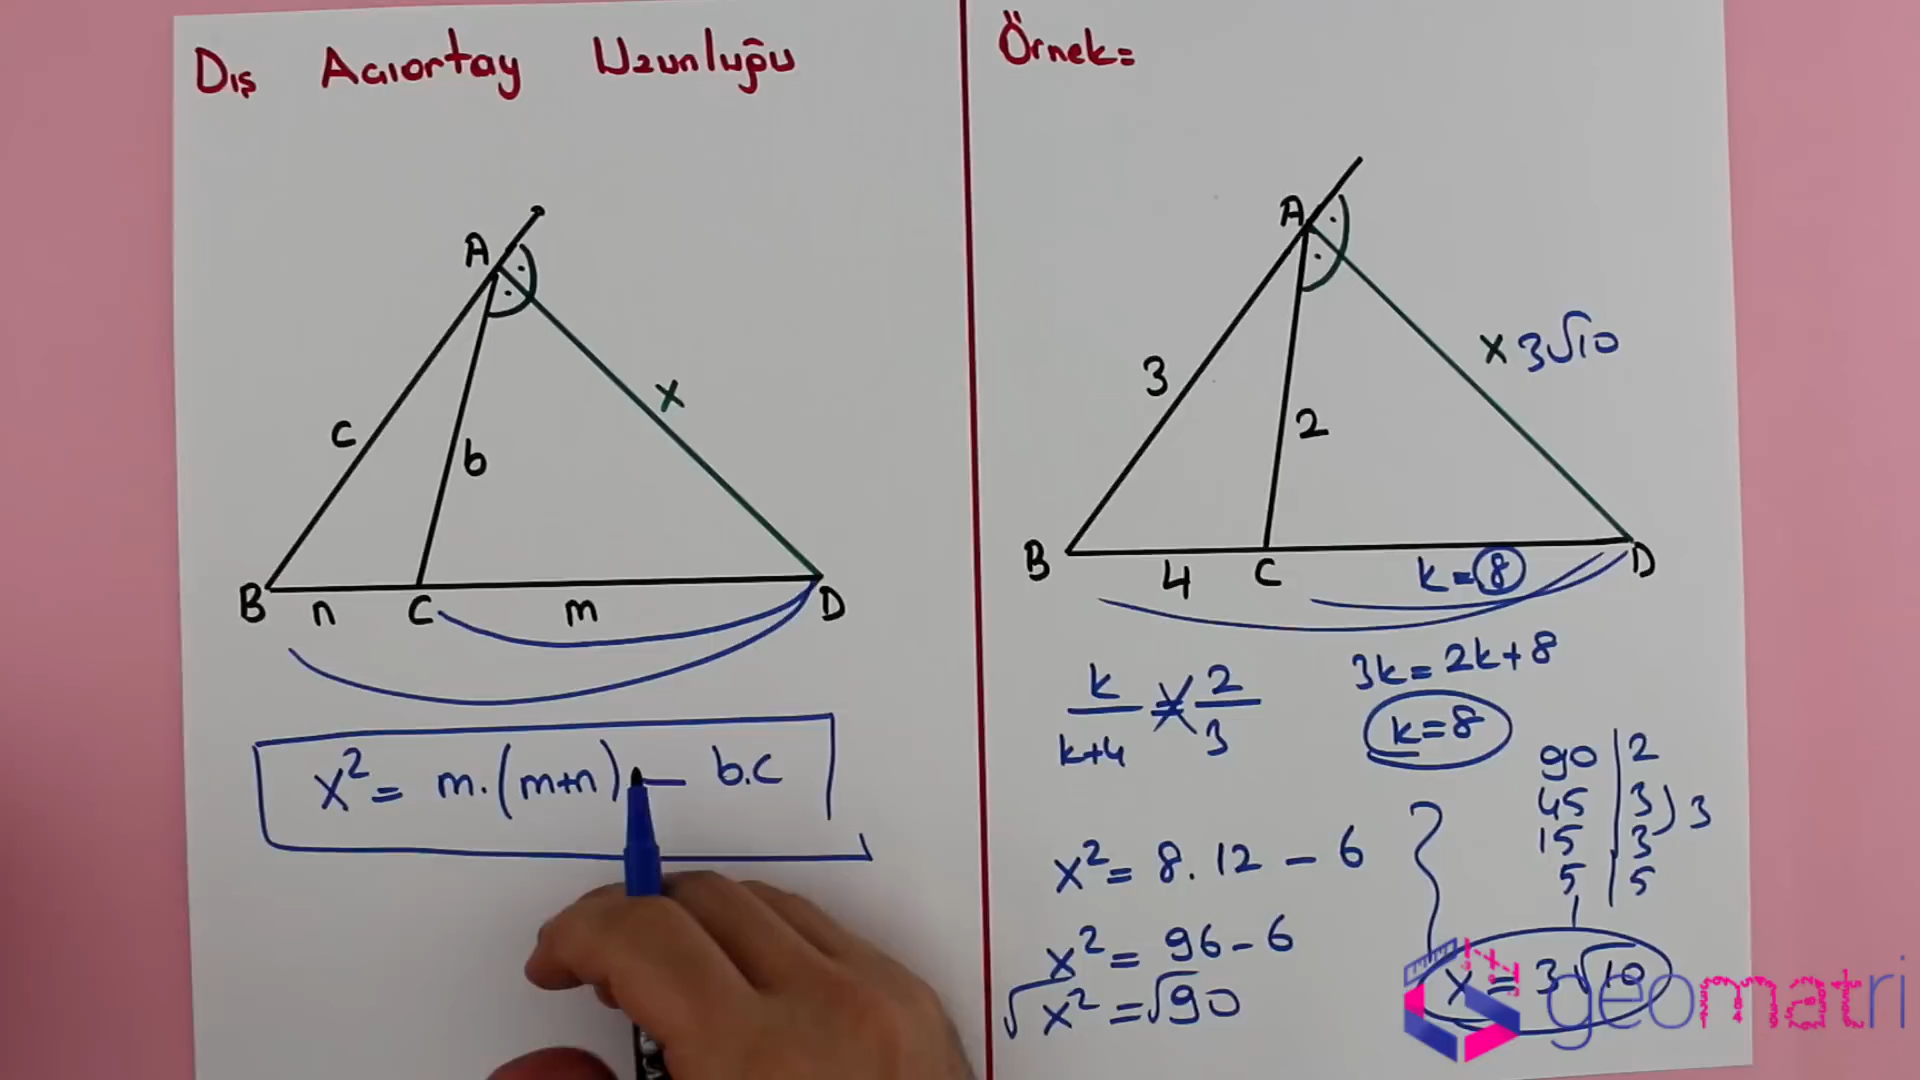 Dış Açıortay Uzunluğu
A
c
b
x
B n C m D
x² = m.(m+n) — b.c
Örnek=
A
3
2
x 3√10
B 4 C k=8 D
k/k+4 = 2/3
3k=2k+8
k=8
x²= 8.12 - 6
x²= 96-6
√x² =√90
90 | 2
45 | 3
15 | 3
5 | 5
3
x = 3√10
geomatri